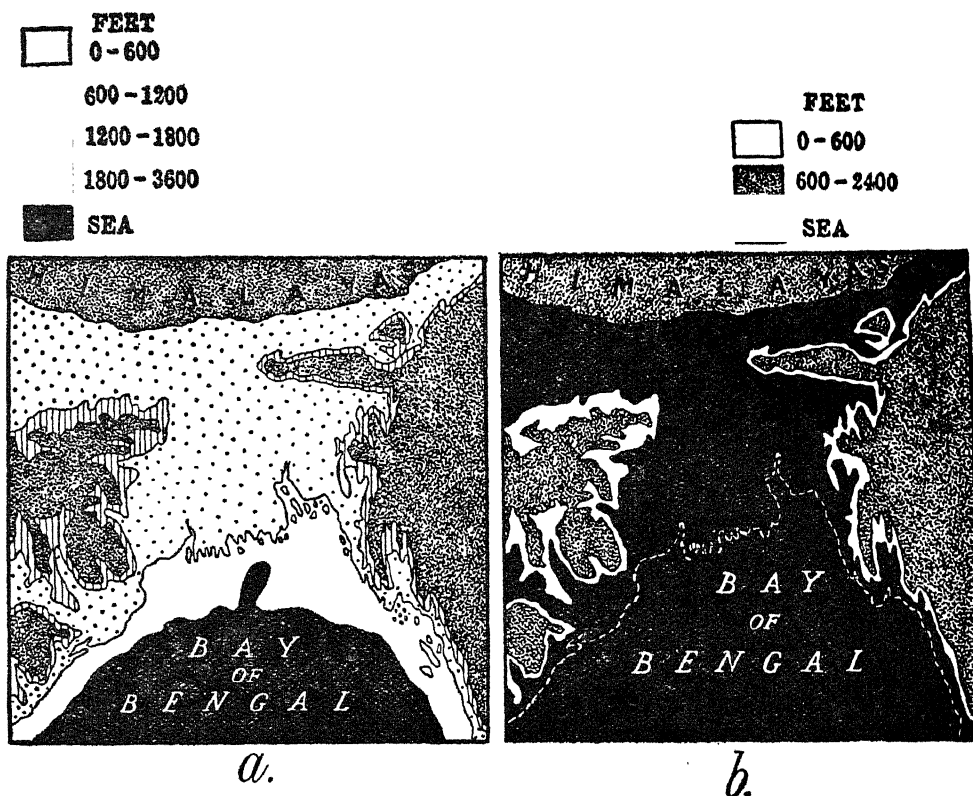 FEET
0-600
600-1200
1200-1800
1800-3600
SEA
FEET
0-600
600-2400
SEA
HIMALAYAS
HIMALAYAS
BAY
OF
BENGAL
BAY
OF
BENGAL
a.
b.